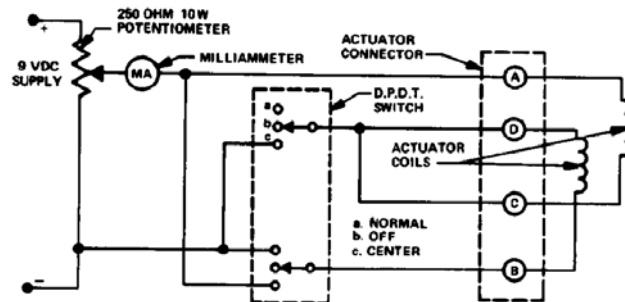 250 OHM 10W
POTENTIOMETER
+
9 VDC
SUPPLY
MA
MILLIAMMETER
ACTUATOR
CONNECTOR
A
D.P.D.T.
SWITCH
a
b
c
D
ACTUATOR
COILS
C
a. NORMAL
b. OFF
c. CENTER
B
−